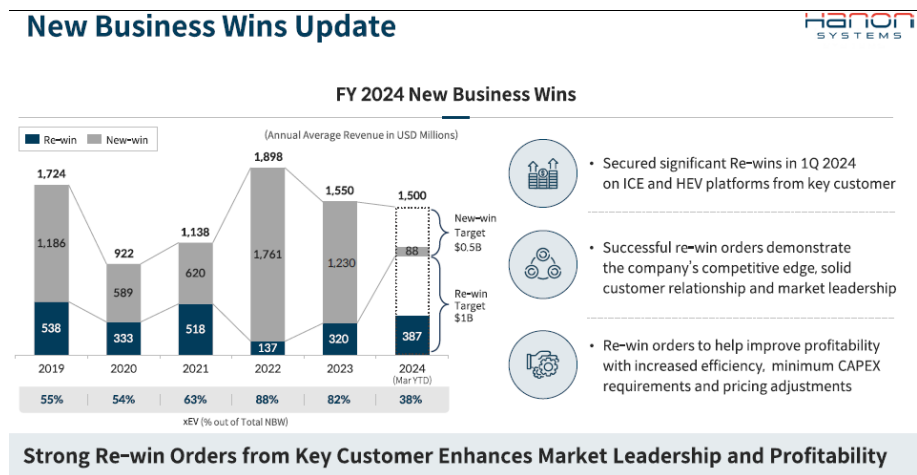 New Business Wins Update
Hanon
SYSTEMS
FY 2024 New Business Wins
Re-win New-win
(Annual Average Revenue in USD Millions)
1,724
1,186
538
922
589
333
1,138
620
518
1,898
1,761
137
1,550
1,230
320
1,500
88
387
New-win
Target
$0.5B
Re-win
Target
$1B
2019 2020 2021 2022 2023 2024
(Mar YTD)
55% 54% 63% 88% 82% 38%
xEV (% out of Total NBW)
• Secured significant Re-wins in 1Q 2024
on ICE and HEV platforms from key customer
• Successful re-win orders demonstrate
the company's competitive edge, solid
customer relationship and market leadership
• Re-win orders to help improve profitability
with increased efficiency, minimum CAPEX
requirements and pricing adjustments
Strong Re-win Orders from Key Customer Enhances Market Leadership and Profitability